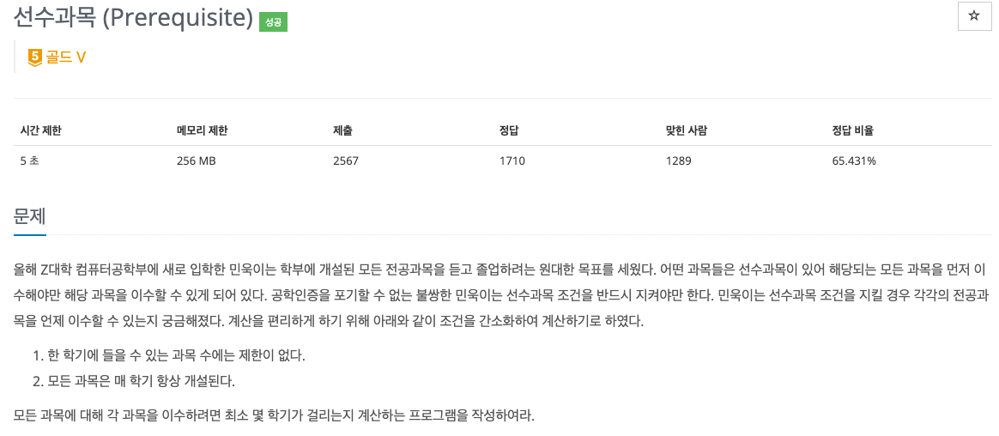 선수과목 (Prerequisite) 성공
☆
5 골드 V
시간 제한 메모리 제한 제출 정답 맞힌 사람 정답 비율
5 초 256 MB 2567 1710 1289 65.431%
문제
올해 Z대학 컴퓨터공학부에 새로 입학한 민욱이는 학부에 개설된 모든 전공과목을 듣고 졸업하려는 원대한 목표를 세웠다. 어떤 과목들은 선수과목이 있어 해당되는 모든 과목을 먼저 이
수해야만 해당 과목을 이수할 수 있게 되어 있다. 공학인증을 포기할 수 없는 불쌍한 민욱이는 선수과목 조건을 반드시 지켜야만 한다. 민욱이는 선수과목 조건을 지킬 경우 각각의 전공과
목을 언제 이수할 수 있는지 궁금해졌다. 계산을 편리하게 하기 위해 아래와 같이 조건을 간소화하여 계산하기로 하였다.
1. 한 학기에 들을 수 있는 과목 수에는 제한이 없다.
2. 모든 과목은 매 학기 항상 개설된다.
모든 과목에 대해 각 과목을 이수하려면 최소 몇 학기가 걸리는지 계산하는 프로그램을 작성하여라.